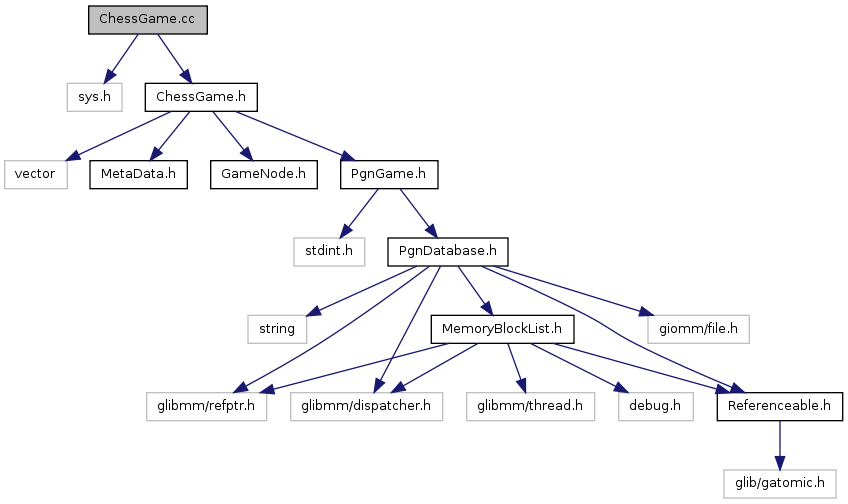 ChessGame.cc
sys.h
ChessGame.h
vector
MetaData.h
GameNode.h
PgnGame.h
stdint.h
PgnDatabase.h
string
MemoryBlockList.h
giomm/file.h
glibmm/refptr.h
glibmm/dispatcher.h
glibmm/thread.h
debug.h
Referenceable.h
glib/gatomic.h